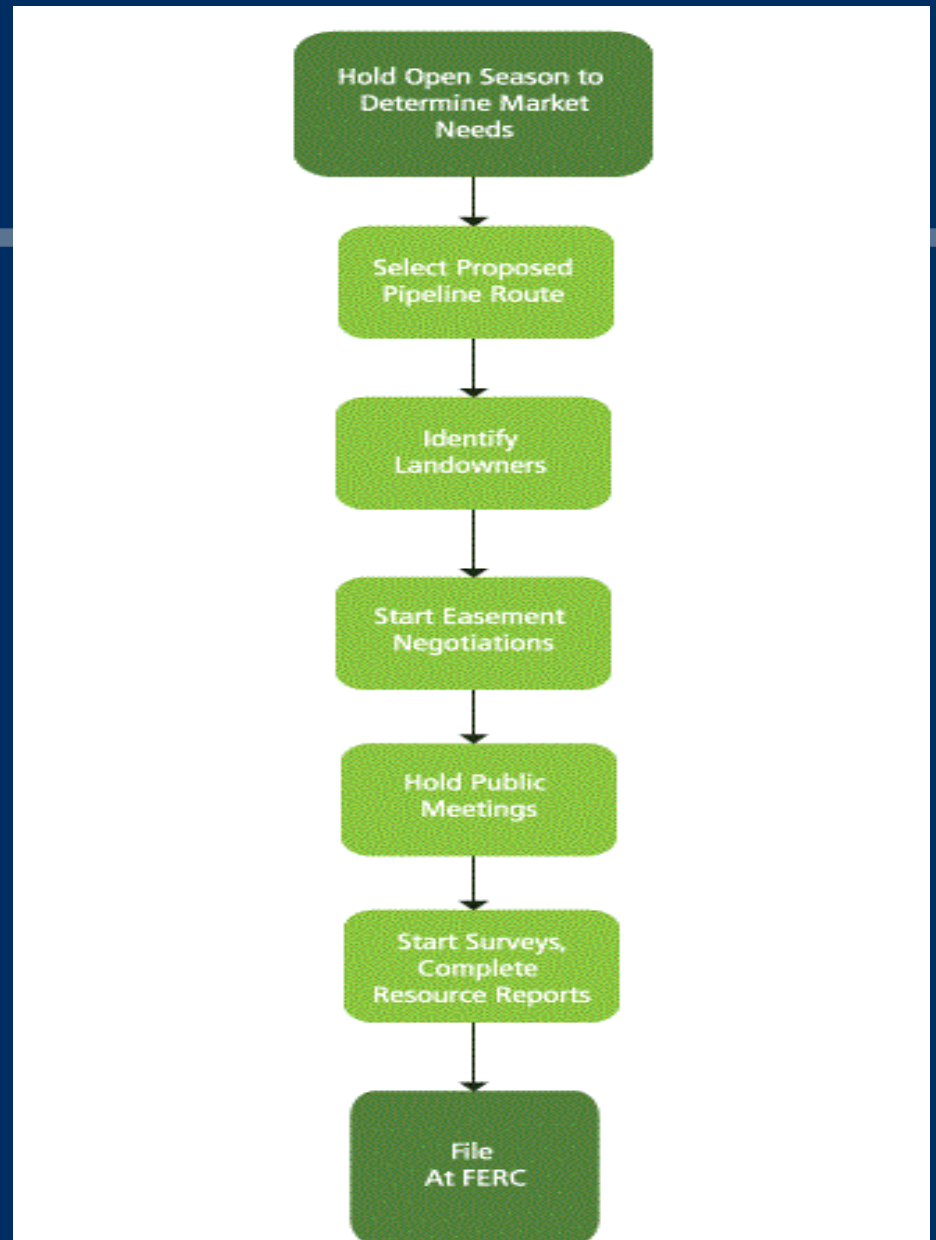 Hold Open Season to
Determine Market
Needs
Select Proposed
Pipeline Route
Identify
Landowners
Start Easement
Negotiations
Hold Public
Meetings
Start Surveys,
Complete
Resource Reports
File
At FERC